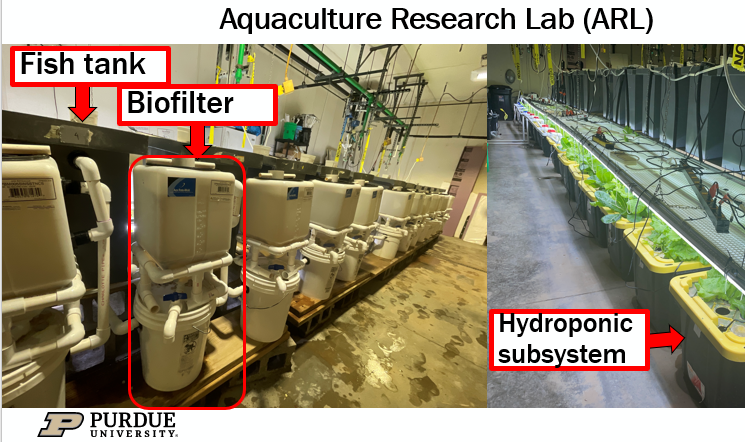 Aquaculture Research Lab (ARL)
Fish tank
Biofilter
Hydroponic
subsystem
PURDUE
UNIVERSITY